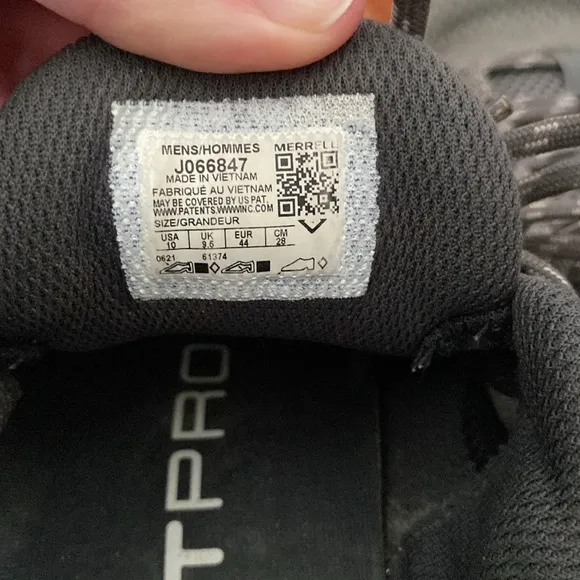 MENS/HOMMES MERRELL
J066847
MADE IN VIETNAM
FABRIQUÉ AU VIETNAM
MAY BE COVERED BY US PAT.
WWW.PATENTS.WWWINC.COM
SIZE/GRANDEUR
USA UK EUR CM
10 9.5 44 28
0621 61374
TPRO